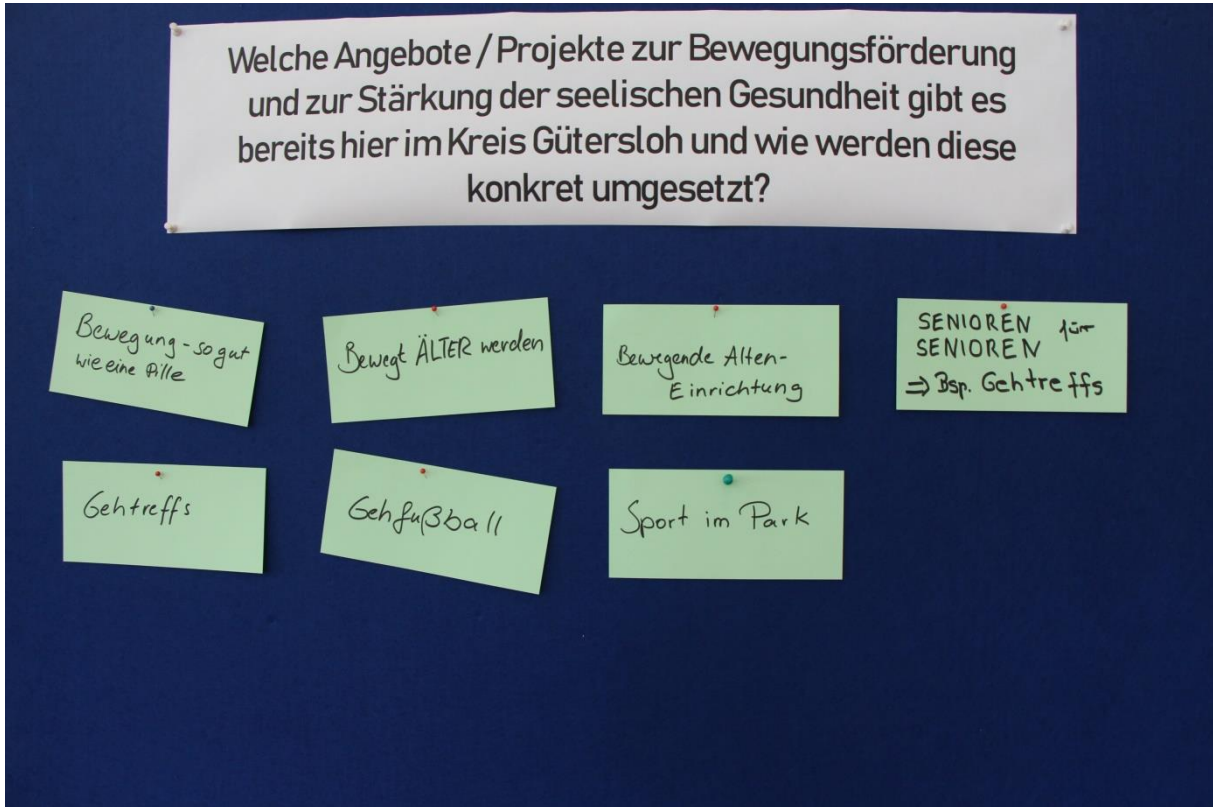 Welche Angebote / Projekte zur Bewegungsförderung
und zur Stärkung der seelischen Gesundheit gibt es
bereits hier im Kreis Gütersloh und wie werden diese
konkret umgesetzt?
Bewegung - so gut
wie eine Pille
Bewegt ÄLTER werden
Bewegende Alten-
Einrichtung
SENIOREN für
SENIOREN
⇒ Bsp. Gehtreffs
Gehtreffs
Gehfußball
Sport im Park